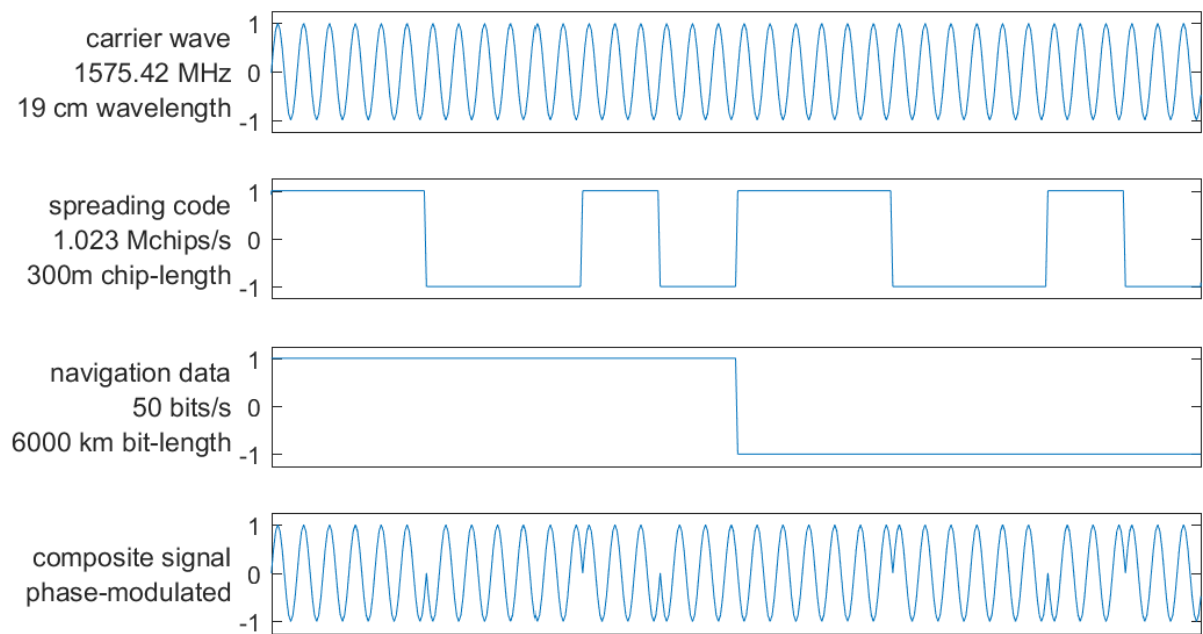 carrier wave
1575.42 MHz
19 cm wavelength
1
0
-1
spreading code
1.023 Mchips/s
300m chip-length
1
0
-1
navigation data
50 bits/s
6000 km bit-length
1
0
-1
composite signal
phase-modulated
1
0
-1